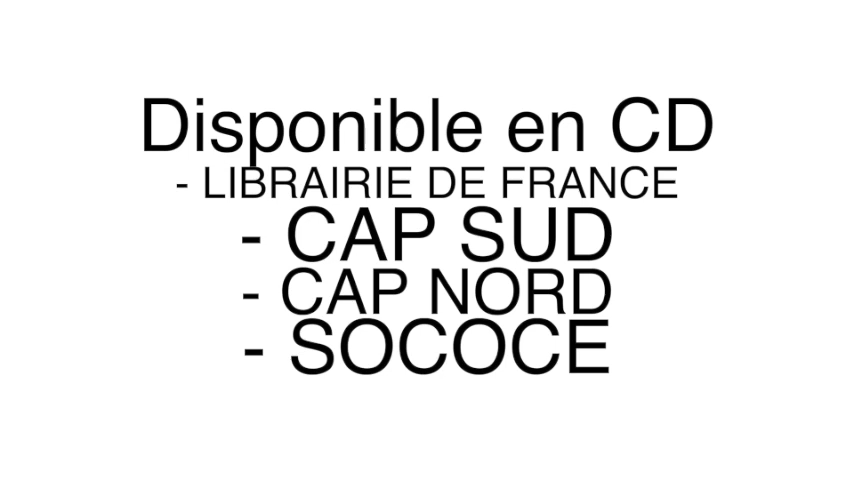 Disponible en CD
- LIBRAIRIE DE FRANCE
- CAP SUD
- CAP NORD
- SOCOCE